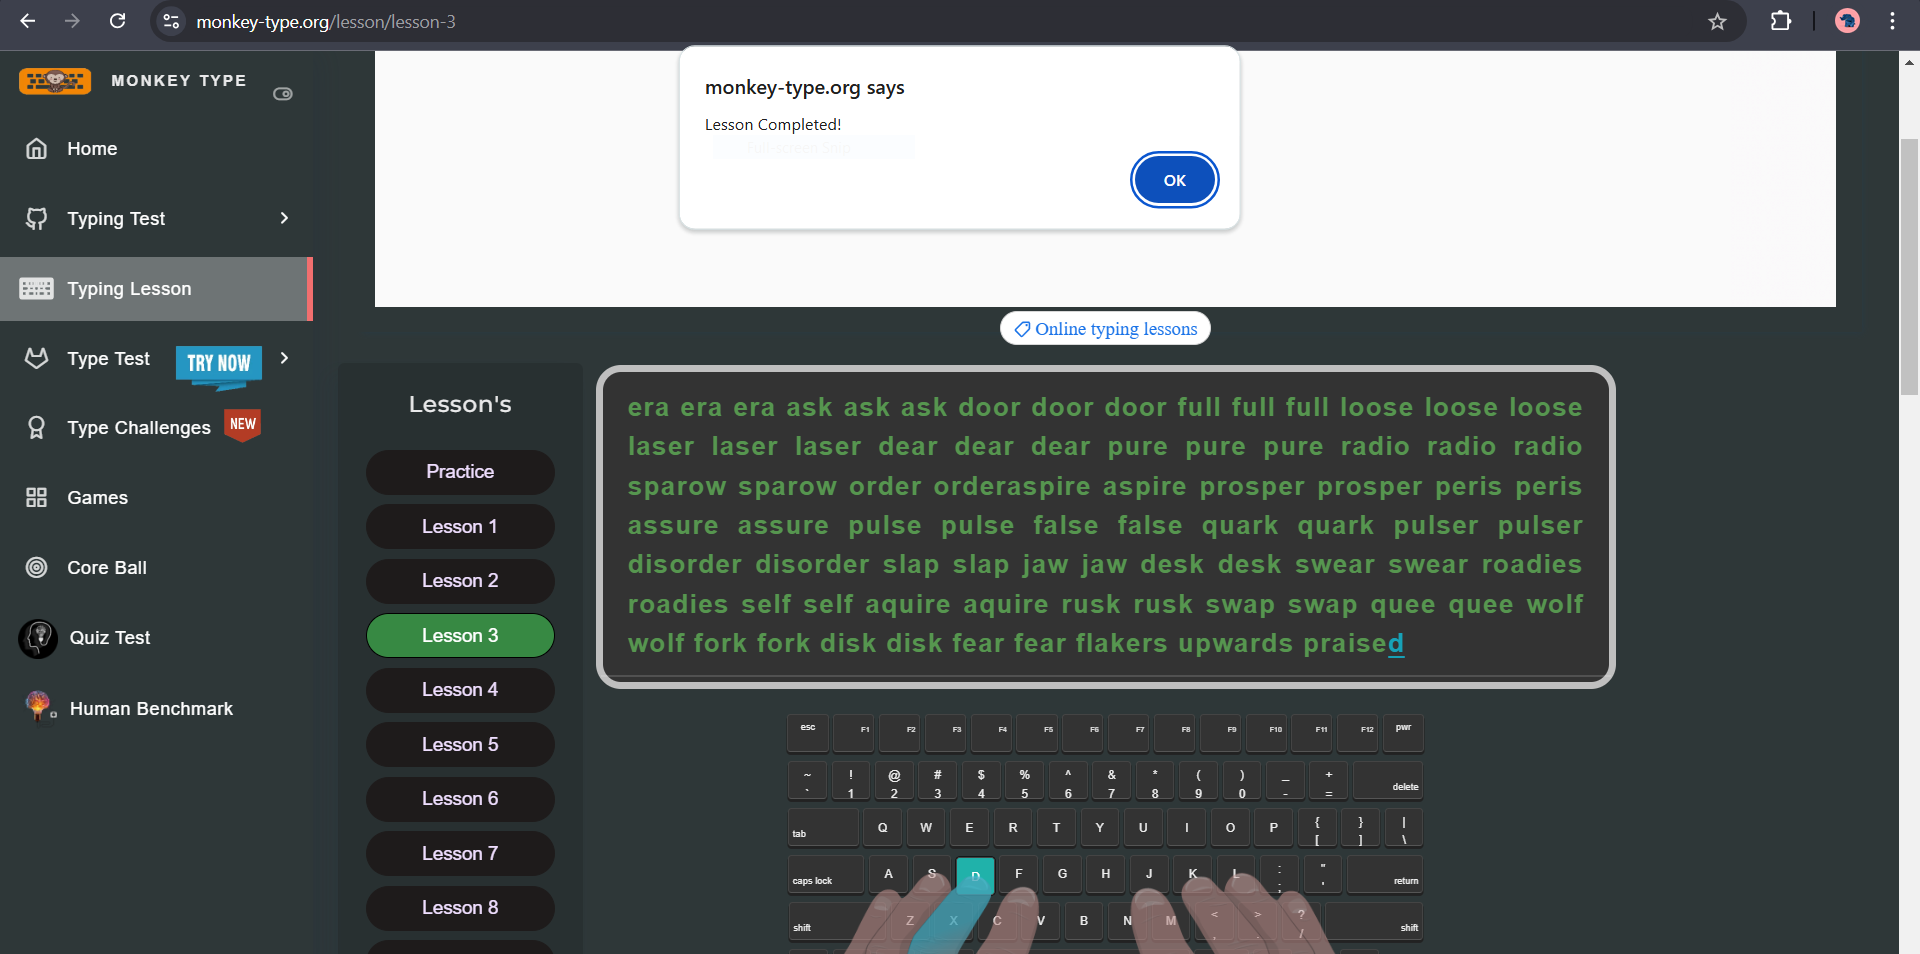 monkey-type.org/lesson/lesson-3
MONKEY TYPE
monkey-type.org says
Lesson Completed!
OK
Home
Typing Test
Typing Lesson
Type Test
TRY NOW
Type Challenges
NEW
Games
Core Ball
Quiz Test
Human Benchmark
Online typing lessons
Lesson's
Practice
Lesson 1
Lesson 2
Lesson 3
Lesson 4
Lesson 5
Lesson 6
Lesson 7
Lesson 8
era era era ask ask ask door door door full full full loose loose loose
laser laser laser dear dear dear pure pure pure radio radio radio
sparow sparow order orderaspire aspire prosper prosper peris peris
assure assure pulse pulse false false quark quark pulser pulser
disorder disorder slap slap jaw jaw desk desk swear swear roadies
roadies self self aquire aquire rusk rusk swap swap quee quee wolf
wolf fork fork disk disk fear fear flakers upwards praised
esc F1 F2 F3 F4 F5 F6 F7 F8 F9 F10 F11 F12 pwr
~ ! @ # $ % ^ & * ( ) _ +
` 1 2 3 4 5 6 7 8 9 0 - = delete
tab Q W E R T Y U I O P { [ } ] | \
caps lock A S D F G H J K L : ; " ' return
shift Z X C V B N M < , > . ? / shift